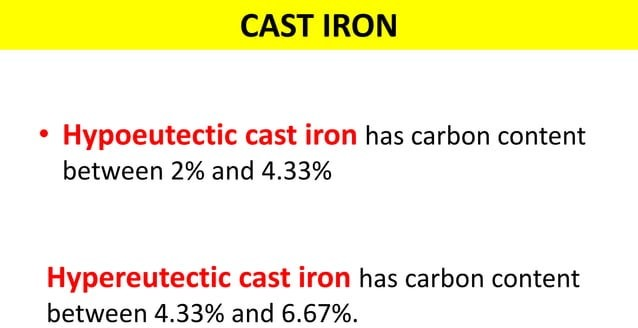 CAST IRON
• Hypoeutectic cast iron has carbon content
between 2% and 4.33%
Hypereutectic cast iron has carbon content
between 4.33% and 6.67%.